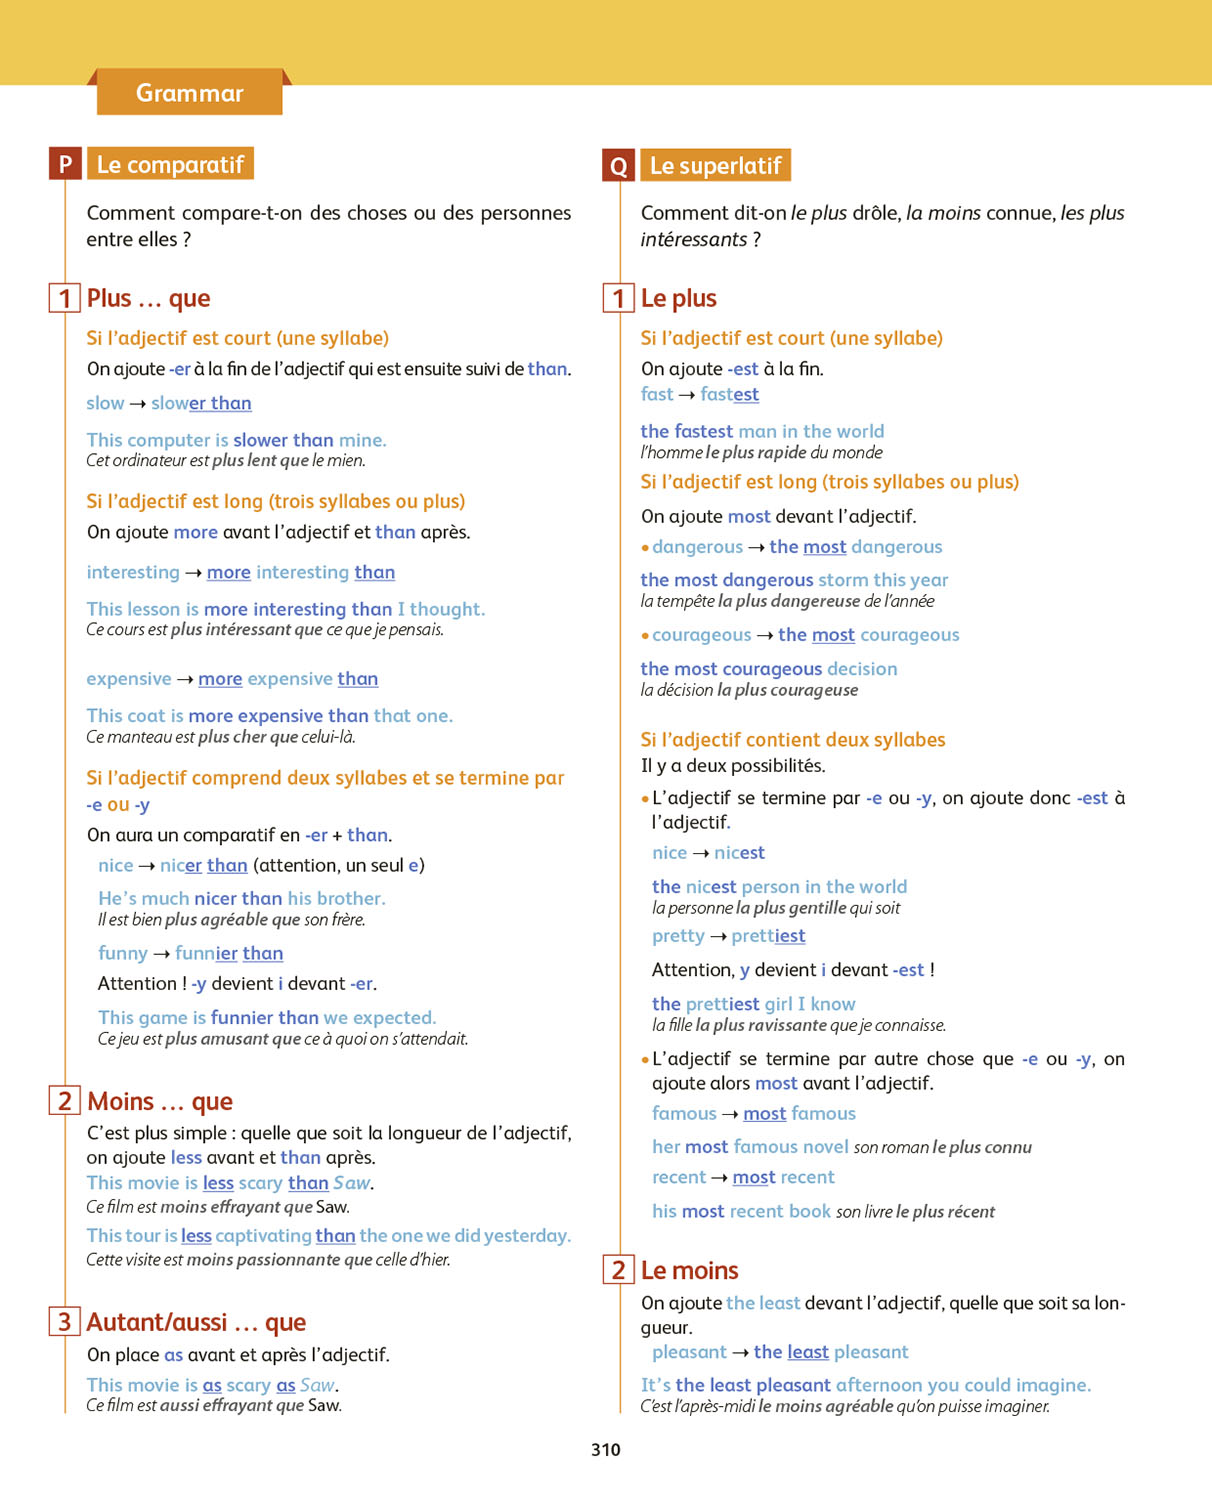 Grammar
P Le comparatif
Comment compare-t-on des choses ou des personnes
entre elles ?
1 Plus … que
Si l'adjectif est court (une syllabe)
On ajoute -er à la fin de l'adjectif qui est ensuite suivi de than.
slow → slower than
This computer is slower than mine.
Cet ordinateur est plus lent que le mien.
Si l'adjectif est long (trois syllabes ou plus)
On ajoute more avant l'adjectif et than après.
interesting → more interesting than
This lesson is more interesting than I thought.
Ce cours est plus intéressant que ce que je pensais.
expensive → more expensive than
This coat is more expensive than that one.
Ce manteau est plus cher que celui-là.
Si l'adjectif comprend deux syllabes et se termine par
-e ou -y
On aura un comparatif en -er + than.
nice → nicer than (attention, un seul e)
He's much nicer than his brother.
Il est bien plus agréable que son frère.
funny → funnier than
Attention ! -y devient i devant -er.
This game is funnier than we expected.
Ce jeu est plus amusant que ce à quoi on s'attendait.
2 Moins … que
C'est plus simple : quelle que soit la longueur de l'adjectif,
on ajoute less avant et than après.
This movie is less scary than Saw.
Ce film est moins effrayant que Saw.
This tour is less captivating than the one we did yesterday.
Cette visite est moins passionnante que celle d'hier.
3 Autant/aussi … que
On place as avant et après l'adjectif.
This movie is as scary as Saw.
Ce film est aussi effrayant que Saw.
Q Le superlatif
Comment dit-on le plus drôle, la moins connue, les plus
intéressants ?
1 Le plus
Si l'adjectif est court (une syllabe)
On ajoute -est à la fin.
fast → fastest
the fastest man in the world
l'homme le plus rapide du monde
Si l'adjectif est long (trois syllabes ou plus)
On ajoute most devant l'adjectif.
• dangerous → the most dangerous
the most dangerous storm this year
la tempête la plus dangereuse de l'année
• courageous → the most courageous
the most courageous decision
la décision la plus courageuse
Si l'adjectif contient deux syllabes
Il y a deux possibilités.
• L'adjectif se termine par -e ou -y, on ajoute donc -est à
l'adjectif.
nice → nicest
the nicest person in the world
la personne la plus gentille qui soit
pretty → prettiest
Attention, y devient i devant -est !
the prettiest girl I know
la fille la plus ravissante que je connaisse.
• L'adjectif se termine par autre chose que -e ou -y, on
ajoute alors most avant l'adjectif.
famous → most famous
her most famous novel son roman le plus connu
recent → most recent
his most recent book son livre le plus récent
2 Le moins
On ajoute the least devant l'adjectif, quelle que soit sa lon-
gueur.
pleasant → the least pleasant
It's the least pleasant afternoon you could imagine.
C'est l'après-midi le moins agréable qu'on puisse imaginer.
310